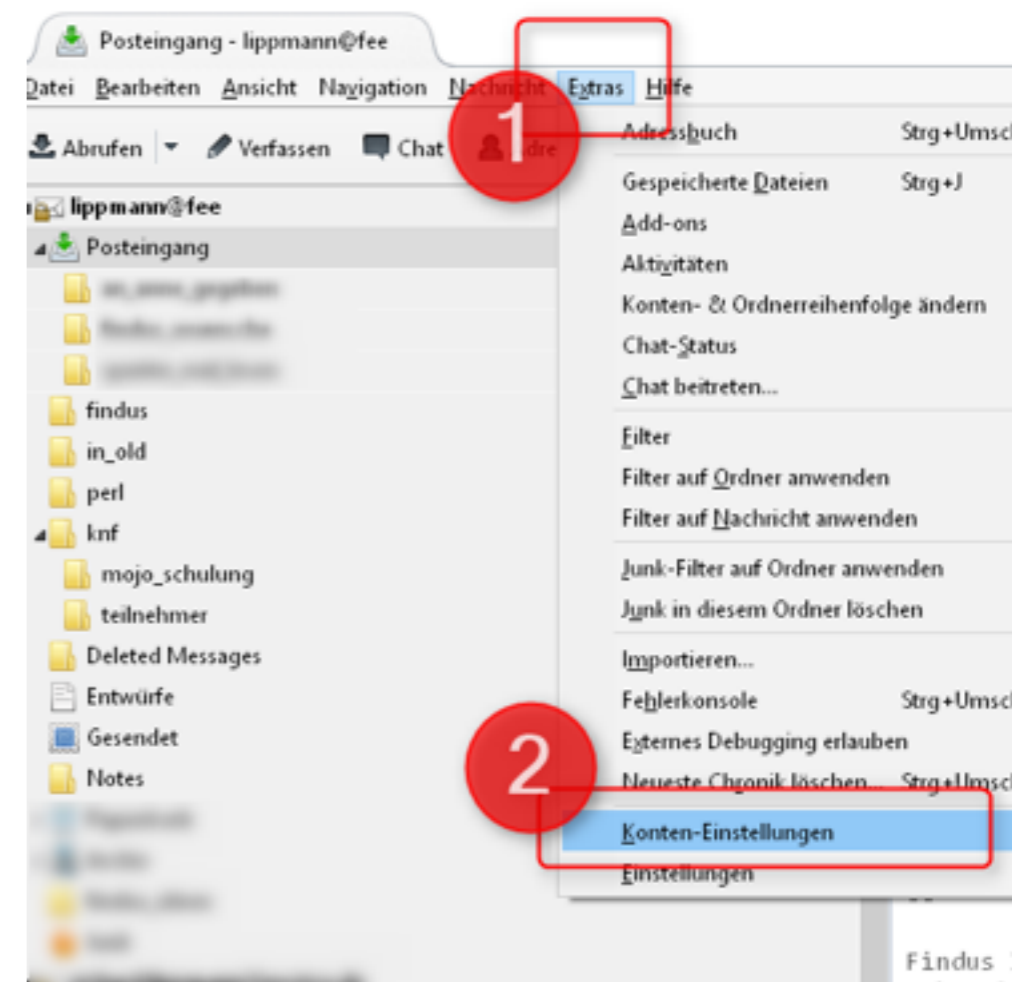 Posteingang - lippmann@fee
Datei Bearbeiten Ansicht Navigation Nachricht Extras Hilfe
Abrufen Verfassen Chat
1
lippmann@fee
Posteingang
findus
in_old
perl
knf
mojo_schulung
teilnehmer
Deleted Messages
Entwürfe
Gesendet
Notes
Adressbuch Strg+Umsch
Gespeicherte Dateien Strg+J
Add-ons
Aktivitäten
Konten- & Ordnerreihenfolge ändern
Chat-Status
Chat beitreten...
Filter
Filter auf Ordner anwenden
Filter auf Nachricht anwenden
Junk-Filter auf Ordner anwenden
Junk in diesem Ordner löschen
Importieren...
Fehlerkonsole Strg+Umsch
Externes Debugging erlauben
Neueste Chronik löschen... Strg+Umsch
2
Konten-Einstellungen
Einstellungen
Findus